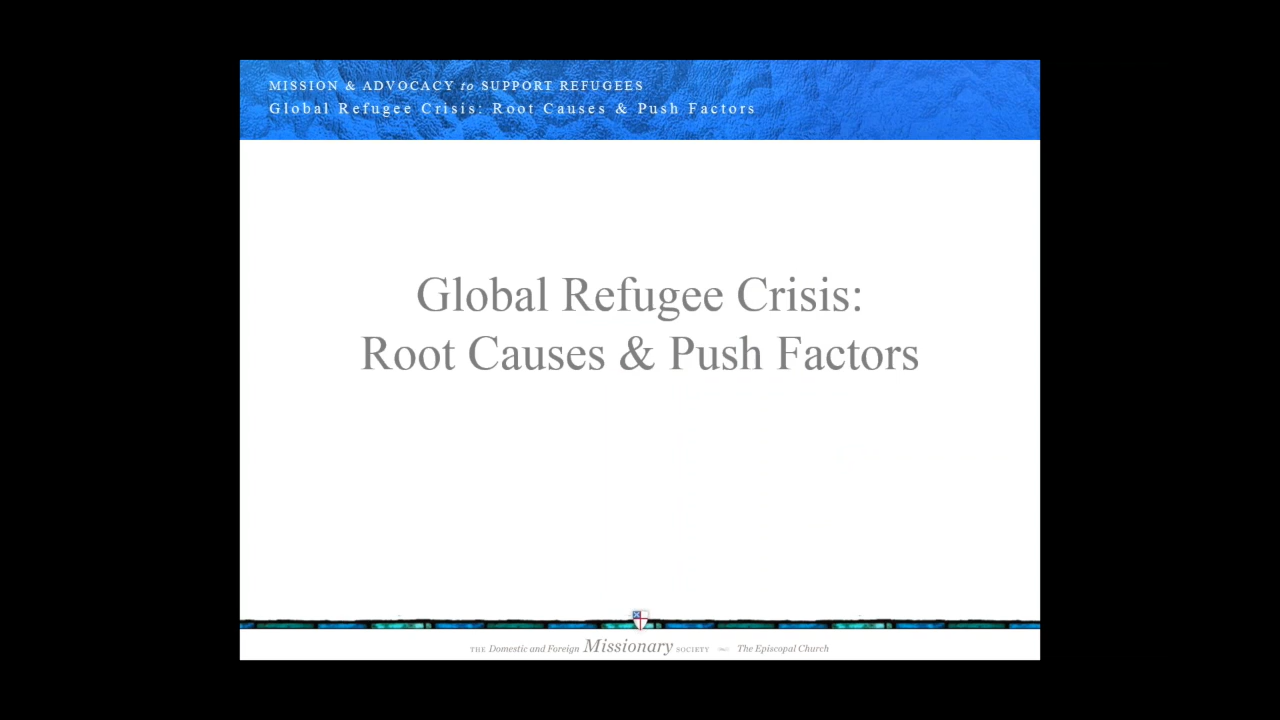 MISSION & ADVOCACY to SUPPORT REFUGEES
Global Refugee Crisis: Root Causes & Push Factors
Global Refugee Crisis:
Root Causes & Push Factors
THE Domestic and Foreign Missionary SOCIETY The Episcopal Church